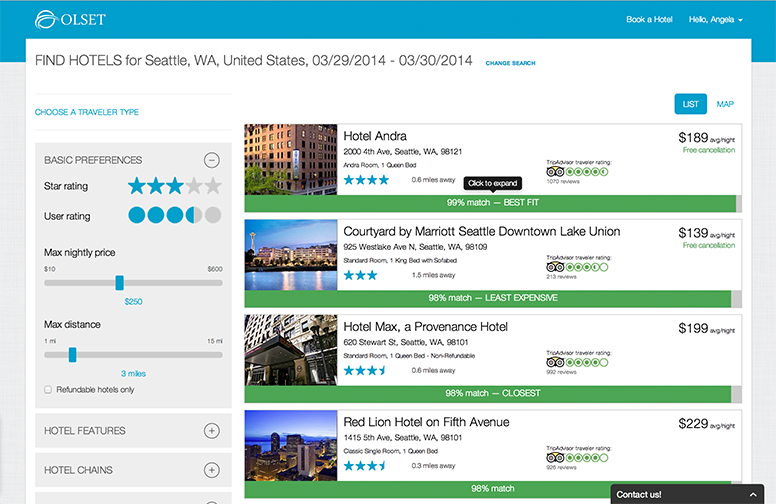 OLSET
Book a Hotel
Hello, Angela
FIND HOTELS for Seattle, WA, United States, 03/29/2014 - 03/30/2014
CHANGE SEARCH
LIST
MAP
CHOOSE A TRAVELER TYPE
BASIC PREFERENCES
Star rating
User rating
Max nightly price
$10
$600
$250
Max distance
1 mi
15 mi
3 miles
Refundable hotels only
HOTEL FEATURES
HOTEL CHAINS
Hotel Andra
2000 4th Ave, Seattle, WA, 98121
Andra Room, 1 Queen Bed
0.6 miles away
TripAdvisor traveler rating:
1070 reviews
$189 avg/night
Free cancellation
Click to expand
99% match — BEST FIT
Courtyard by Marriott Seattle Downtown Lake Union
925 Westlake Ave N, Seattle, WA, 98109
Standard Room, 1 King Bed with Sofabed
1.5 miles away
TripAdvisor traveler rating:
213 reviews
$139 avg/night
Free cancellation
98% match — LEAST EXPENSIVE
Hotel Max, a Provenance Hotel
620 Stewart St, Seattle, WA, 98101
Standard Room, 1 Queen Bed - Non-Refundable
0.6 miles away
TripAdvisor traveler rating:
992 reviews
$199 avg/night
98% match — CLOSEST
Red Lion Hotel on Fifth Avenue
1415 5th Ave, Seattle, WA, 98101
Classic Single Room, 1 Queen Bed
0.3 miles away
TripAdvisor traveler rating:
926 reviews
$229 avg/night
98% match
Contact us!